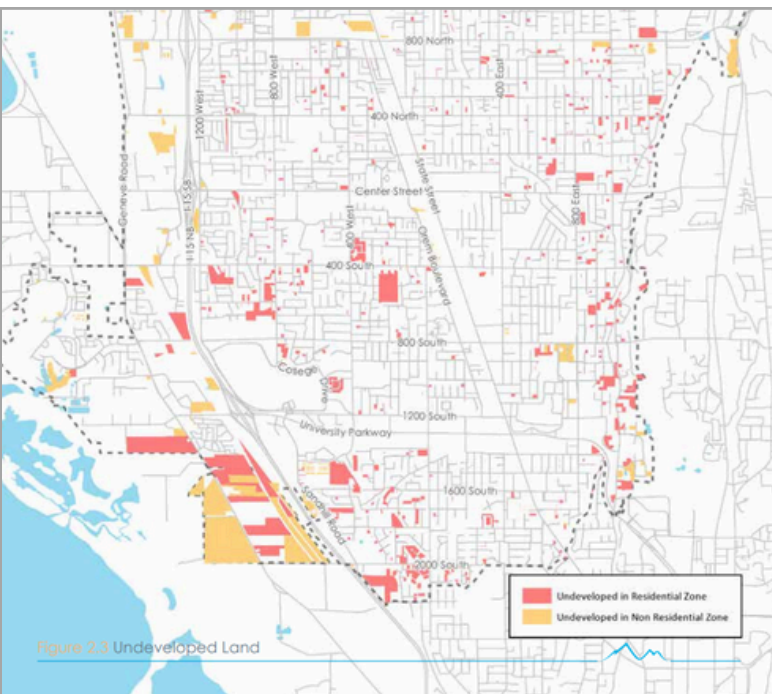 800 North
800 West
400 East
1200 West
400 North
Geneva Road
State Street
I-15 NB
I-15 SB
Center Street
800 East
400 West
Orem Boulevard
400 South
800 South
College
Drive
1200 South
University Parkway
1600 South
Sandhill Road
2000 South
Undeveloped in Residential Zone
Undeveloped in Non Residential Zone
Figure 2.3 Undeveloped Land